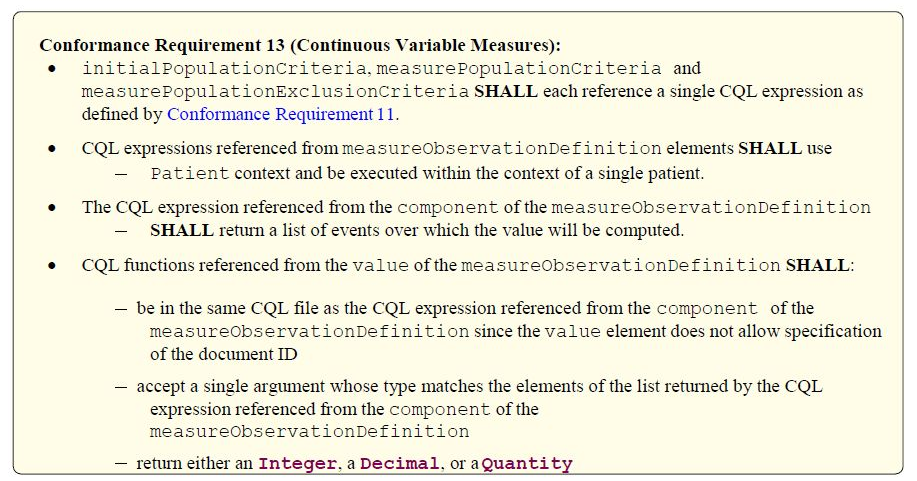 Conformance Requirement 13 (Continuous Variable Measures):
• initialPopulationCriteria, measurePopulationCriteria and
measurePopulationExclusionCriteria SHALL each reference a single CQL expression as
defined by Conformance Requirement 11.
• CQL expressions referenced from measureObservationDefinition elements SHALL use
– Patient context and be executed within the context of a single patient.
• The CQL expression referenced from the component of the measureObservationDefinition
– SHALL return a list of events over which the value will be computed.
• CQL functions referenced from the value of the measureObservationDefinition SHALL:
– be in the same CQL file as the CQL expression referenced from the component of the
measureObservationDefinition since the value element does not allow specification
of the document ID
– accept a single argument whose type matches the elements of the list returned by the CQL
expression referenced from the component of the
measureObservationDefinition
– return either an Integer, a Decimal, or a Quantity